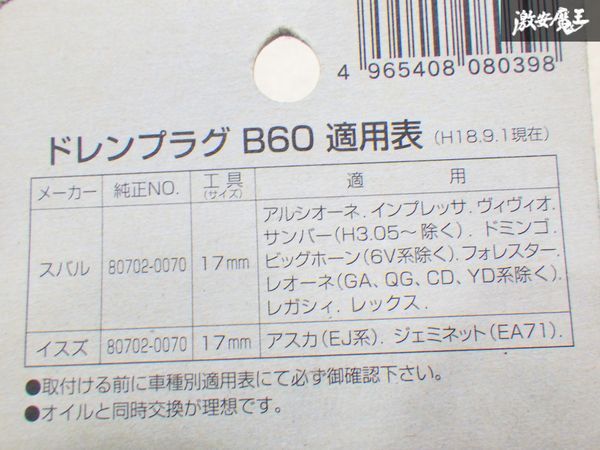 激安魔王
4 965408 080398
ドレンプラグ B60 適用表 (H18.9.1現在)
メーカー 純正NO. 工具(サイズ) 適用
スバル 80702-0070 17mm アルシオーネ. インプレッサ. ヴィヴィオ.
サンバー(H3.05〜除く). ドミンゴ.
ビッグホーン(6V系除く). フォレスター.
レオーネ(GA、QG、CD、YD系除く).
レガシィ. レックス.
イスズ 80702-0070 17mm アスカ(EJ系). ジェミネット(EA71).
●取付ける前に車種別適用表にて必ず御確認下さい。
●オイルと同時交換が理想です。